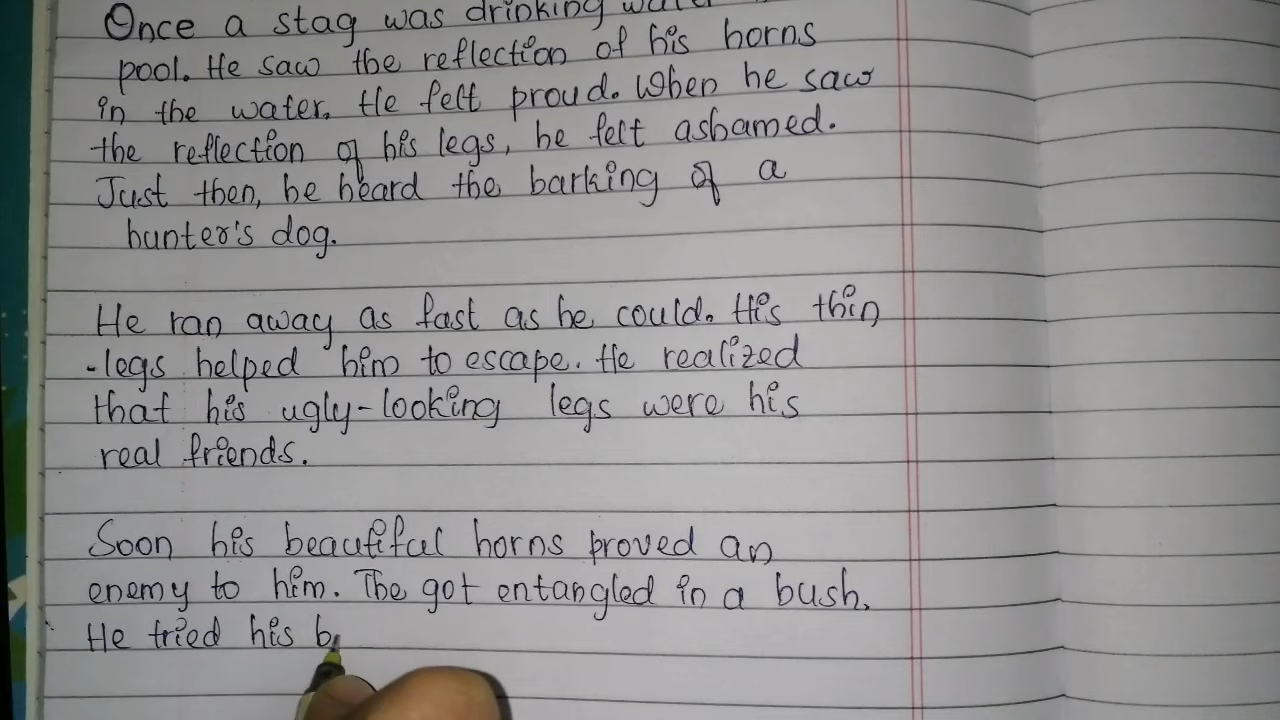 Once a stag was drinking water
pool. He saw the reflection of his horns
in the water. He felt proud. When he saw
the reflection of his legs, he felt ashamed.
Just then, he heard the barking of a
hunter's dog.
He ran away as fast as he could. His thin
-legs helped him to escape. He realized
that his ugly-looking legs were his
real friends.
Soon his beautiful horns proved an
enemy to him. The got entangled in a bush.
He tried his b